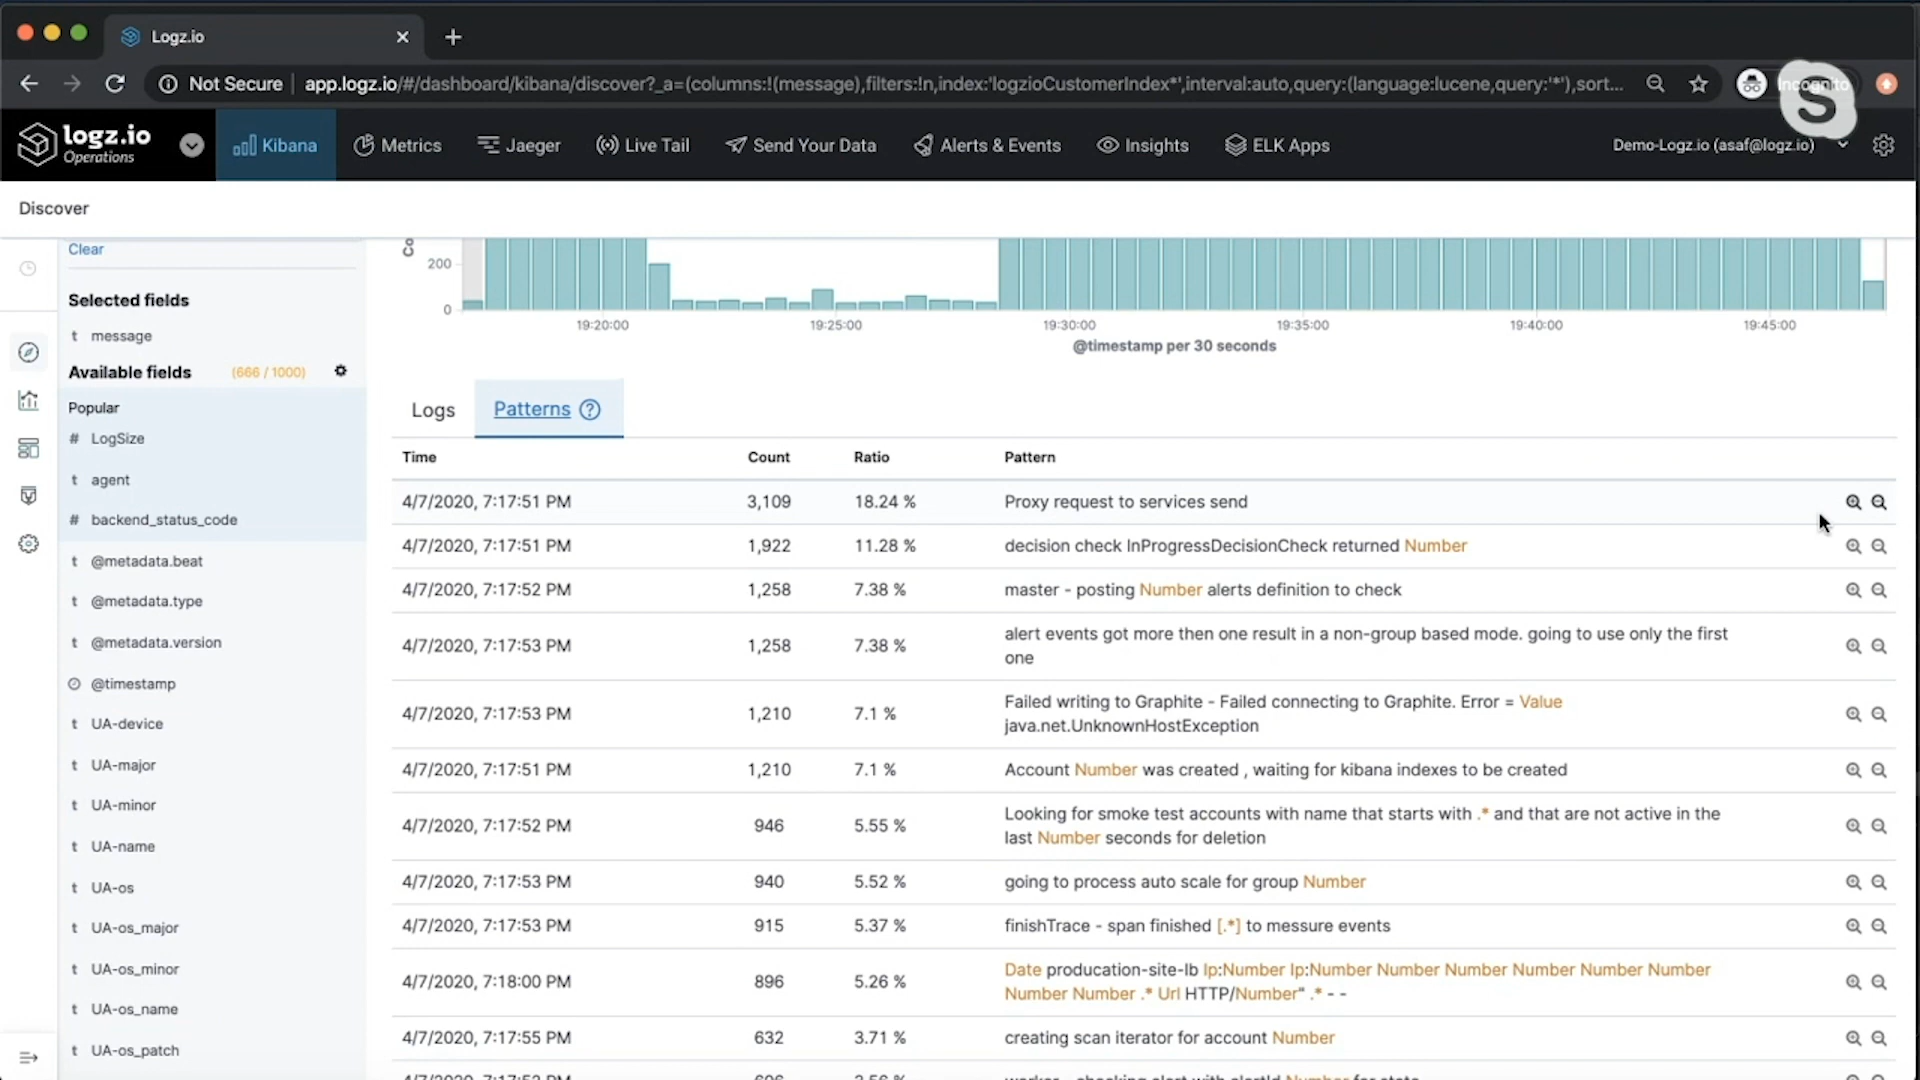 Logz.io
Not Secure
app.logz.io/#/dashboard/kibana/discover?_a=(columns:!(message),filters:!n,index:'logzioCustomerIndex*',interval:auto,query:(language:lucene,query:'*'),sort...
Incognito
S
logz.io
Operations
Kibana
Metrics
Jaeger
Live Tail
Send Your Data
Alerts & Events
Insights
ELK Apps
Demo-Logz.io (asaf@logz.io)
Discover
Clear
Selected fields
t message
Available fields (666 / 1000)
Popular
# LogSize
t agent
# backend_status_code
t @metadata.beat
t @metadata.type
t @metadata.version
@timestamp
t UA-device
t UA-major
t UA-minor
t UA-name
t UA-os
t UA-os_major
t UA-os_minor
t UA-os_name
t UA-os_patch
200
0
19:20:00 19:25:00 19:30:00 19:35:00 19:40:00 19:45:00
@timestamp per 30 seconds
Logs Patterns ?
Time Count Ratio Pattern
4/7/2020, 7:17:51 PM 3,109 18.24 % Proxy request to services send
4/7/2020, 7:17:51 PM 1,922 11.28 % decision check InProgressDecisionCheck returned Number
4/7/2020, 7:17:52 PM 1,258 7.38 % master - posting Number alerts definition to check
4/7/2020, 7:17:53 PM 1,258 7.38 % alert events got more then one result in a non-group based mode. going to use only the first
one
4/7/2020, 7:17:53 PM 1,210 7.1 % Failed writing to Graphite - Failed connecting to Graphite. Error = Value
java.net.UnknownHostException
4/7/2020, 7:17:51 PM 1,210 7.1 % Account Number was created , waiting for kibana indexes to be created
4/7/2020, 7:17:52 PM 946 5.55 % Looking for smoke test accounts with name that starts with .* and that are not active in the
last Number seconds for deletion
4/7/2020, 7:17:53 PM 940 5.52 % going to process auto scale for group Number
4/7/2020, 7:17:53 PM 915 5.37 % finishTrace - span finished [.*] to messure events
4/7/2020, 7:18:00 PM 896 5.26 % Date producation-site-lb Ip:Number Ip:Number Number Number Number Number Number
Number Number .* Url HTTP/Number" .* - -
4/7/2020, 7:17:55 PM 632 3.71 % creating scan iterator for account Number